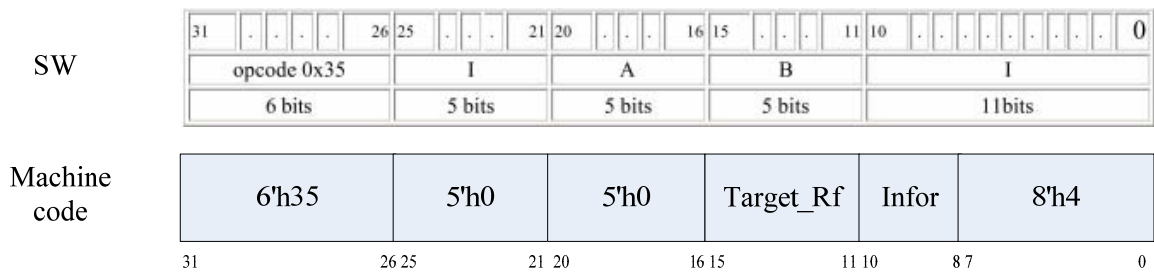 31 . . . . 26 25 . . . 21 20 . . . 16 15 . . . 11 10 . . . . . . . . . 0
SW
opcode 0x35 I A B I
6 bits 5 bits 5 bits 5 bits 11bits
Machine
code
6'h35 5'h0 5'h0 Target_Rf Infor 8'h4
31 26 25 21 20 16 15 11 10 8 7 0